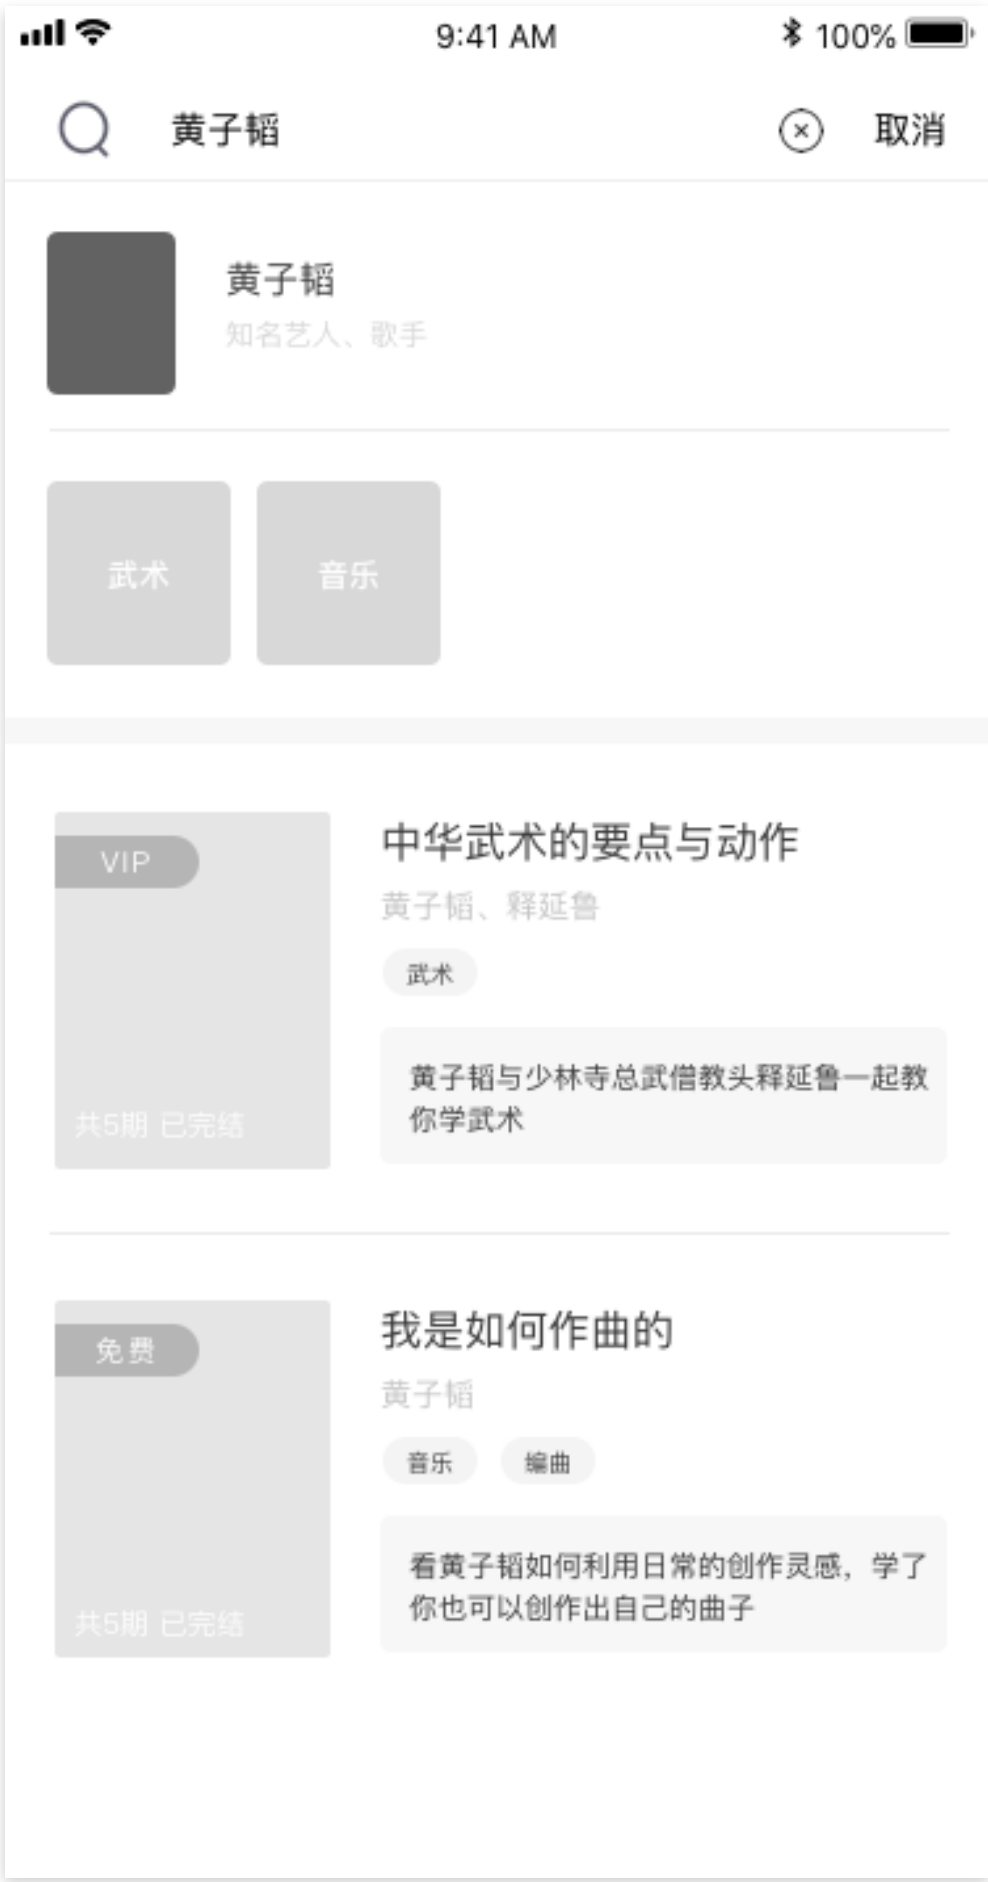 9:41 AM 100%
黄子韬 取消
黄子韬
知名艺人、歌手
武术 音乐
VIP
中华武术的要点与动作
黄子韬、释延鲁
武术
黄子韬与少林寺总武僧教头释延鲁一起教
你学武术
共5期 已完结
免费
我是如何作曲的
黄子韬
音乐 编曲
看黄子韬如何利用日常的创作灵感，学了
你也可以创作出自己的曲子
共5期 已完结